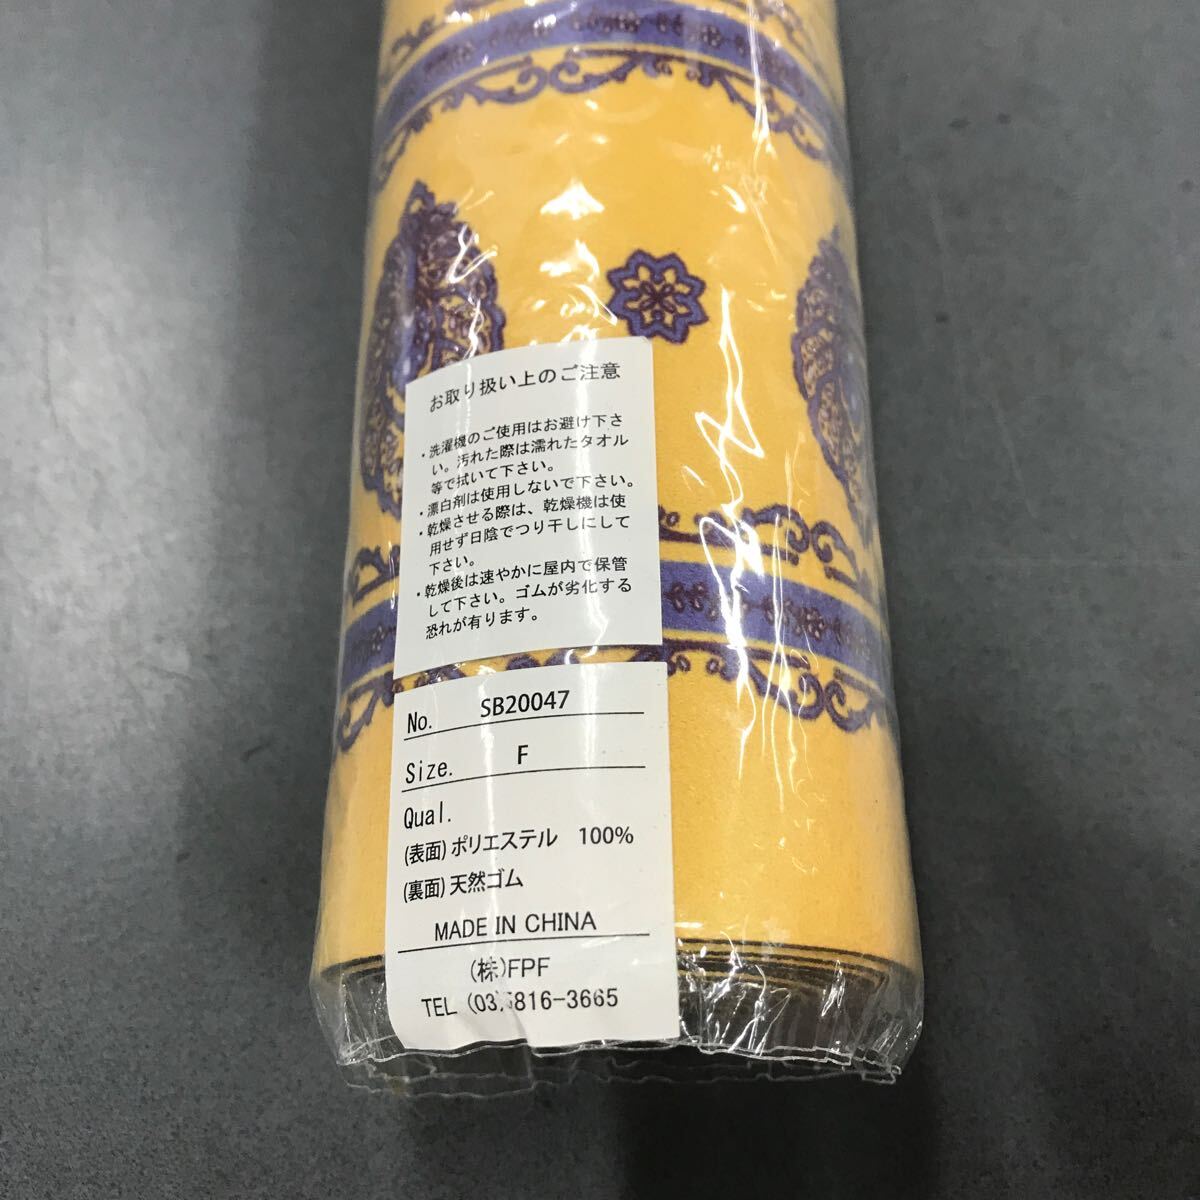 お取り扱い上のご注意
・洗濯機のご使用はお避け下さ
い。汚れた際は濡れたタオル
等で拭いて下さい。
・漂白剤は使用しないで下さい。
・乾燥させる際は、乾燥機は使
用せず日陰でつり干しにして
下さい。
・乾燥後は速やかに屋内で保管
して下さい。ゴムが劣化する
恐れが有ります。
No. SB20047
Size. F
Qual.
(表面) ポリエステル 100%
(裏面) 天然ゴム
MADE IN CHINA
(株)FPF
TEL (03)5816-3665